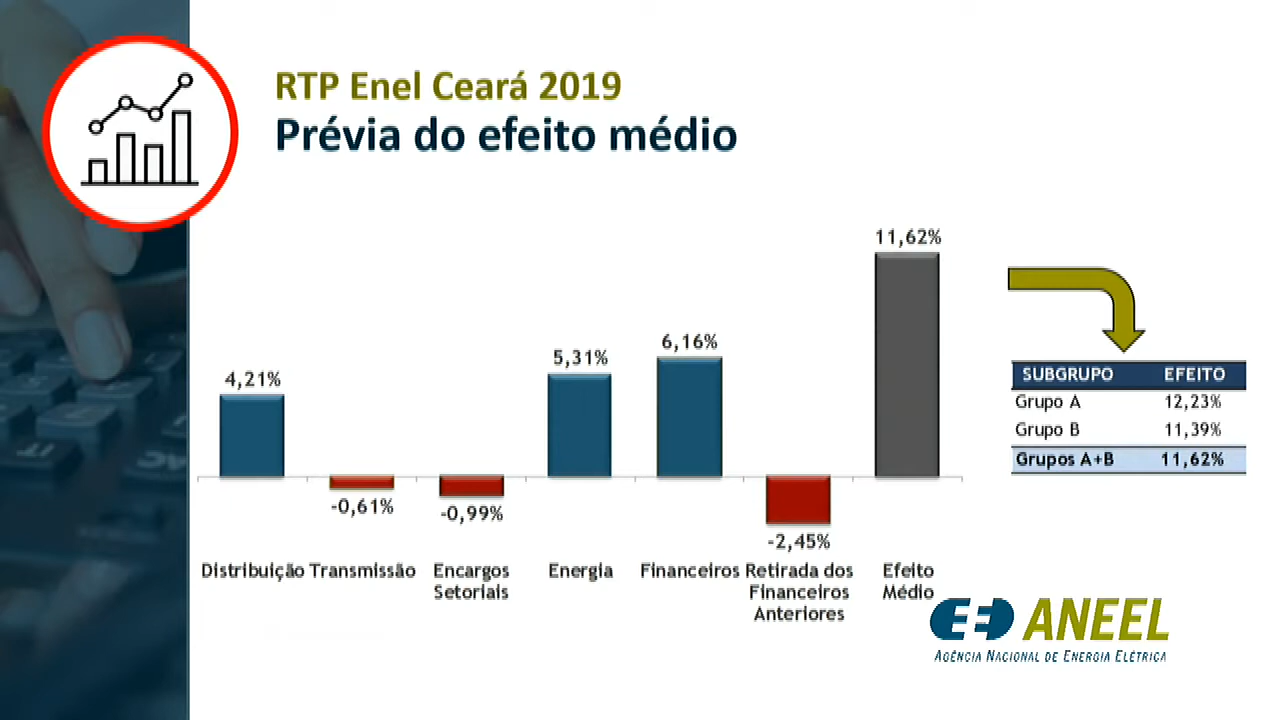 RTP Enel Ceará 2019
Prévia do efeito médio
11,62%
6,16%
5,31%
4,21%
-0,61%
-0,99%
-2,45%
Distribuição Transmissão Encargos Setoriais Energia Financeiros Retirada dos Financeiros Anteriores Efeito Médio
SUBGRUPO EFEITO
Grupo A 12,23%
Grupo B 11,39%
Grupos A+B 11,62%
ANEEL
AGÊNCIA NACIONAL DE ENERGIA ELÉTRICA